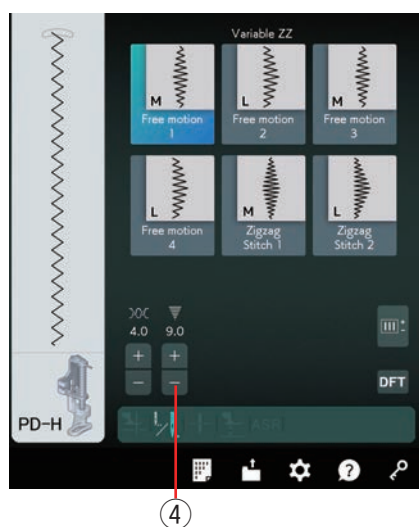 Variable ZZ
M
Free motion
1
L
Free motion
2
M
Free motion
3
L
Free motion
4
M
Zigzag
Stitch 1
L
Zigzag
Stitch 2
4.0 9.0
+ +
− −
DFT
PD-H
ASR
?
④